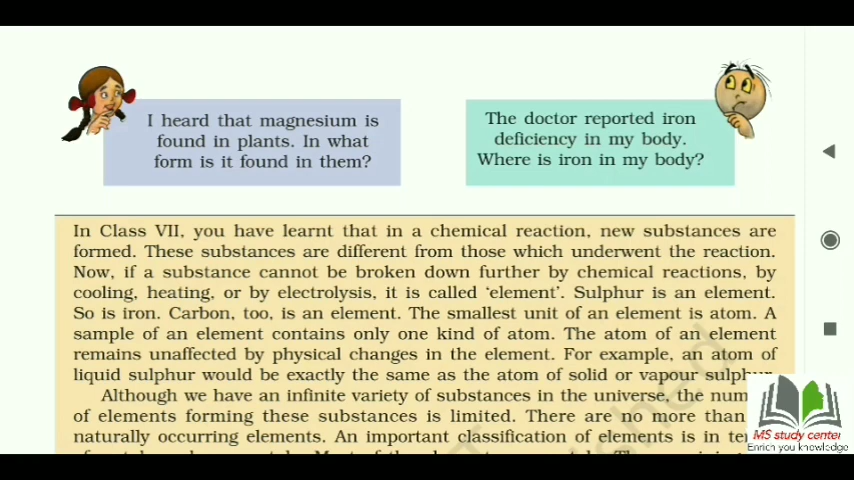 I heard that magnesium is
found in plants. In what
form is it found in them?
The doctor reported iron
deficiency in my body.
Where is iron in my body?
In Class VII, you have learnt that in a chemical reaction, new substances are
formed. These substances are different from those which underwent the reaction.
Now, if a substance cannot be broken down further by chemical reactions, by
cooling, heating, or by electrolysis, it is called ‘element’. Sulphur is an element.
So is iron. Carbon, too, is an element. The smallest unit of an element is atom. A
sample of an element contains only one kind of atom. The atom of an element
remains unaffected by physical changes in the element. For example, an atom of
liquid sulphur would be exactly the same as the atom of solid or vapour sulphur.
Although we have an infinite variety of substances in the universe, the num
of elements forming these substances is limited. There are no more than
naturally occurring elements. An important classification of elements is in te
MS study center
Enrich you knowledge